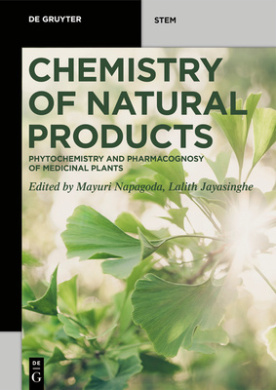 DE GRUYTER
STEM
CHEMISTRY
OF NATURAL
PRODUCTS
PHYTOCHEMISTRY AND PHARMACOGNOSY
OF MEDICINAL PLANTS
Edited by Mayuri Napagoda, Lalith Jayasinghe
DE
G